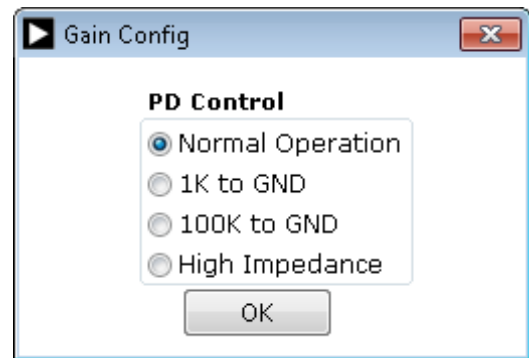 Gain Config
PD Control
Normal Operation
1K to GND
100K to GND
High Impedance
OK